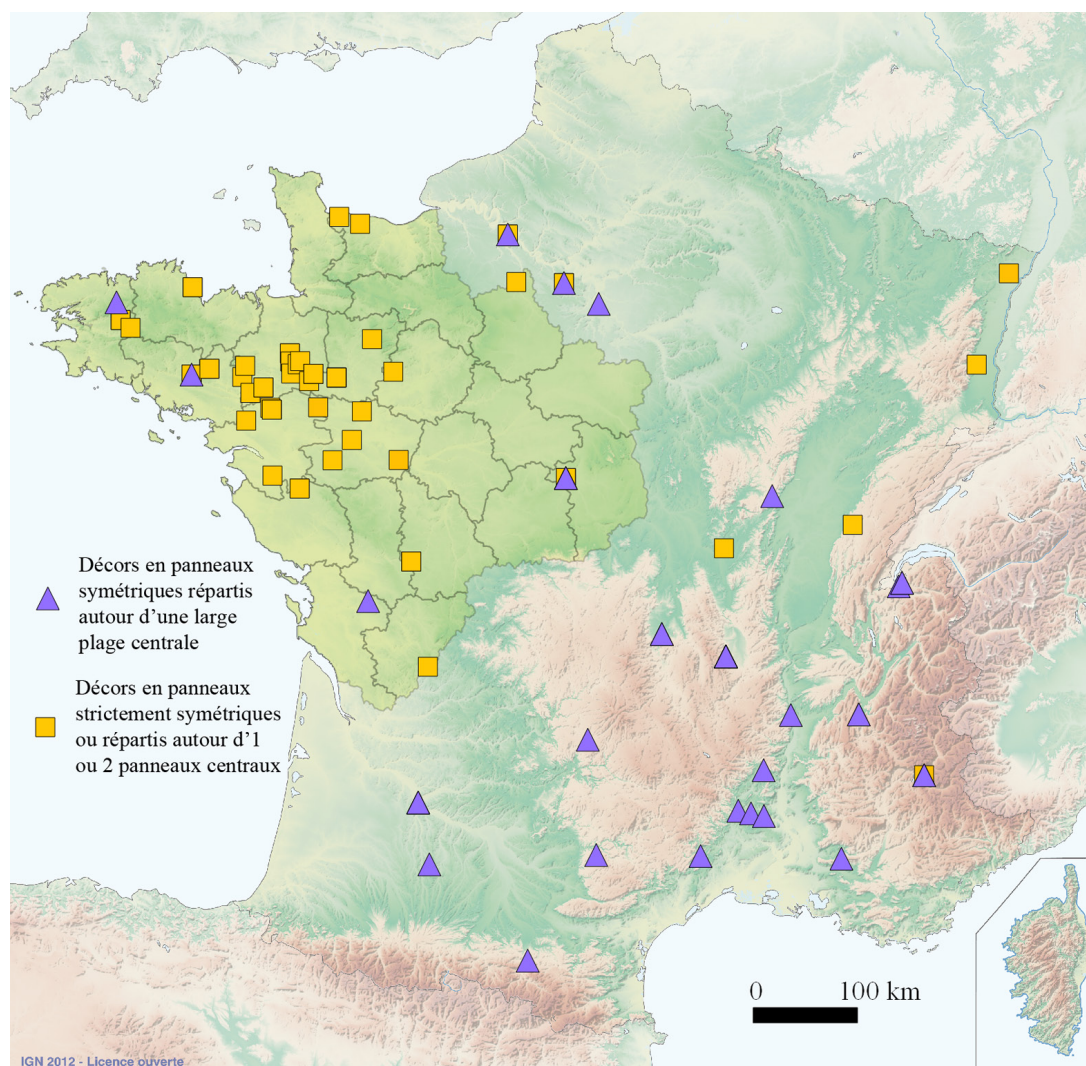 Décors en panneaux
symétriques répartis
autour d’une large
plage centrale
Décors en panneaux
strictement symétriques
ou répartis autour d’1
ou 2 panneaux centraux
0 100 km
IGN 2012 - Licence ouverte